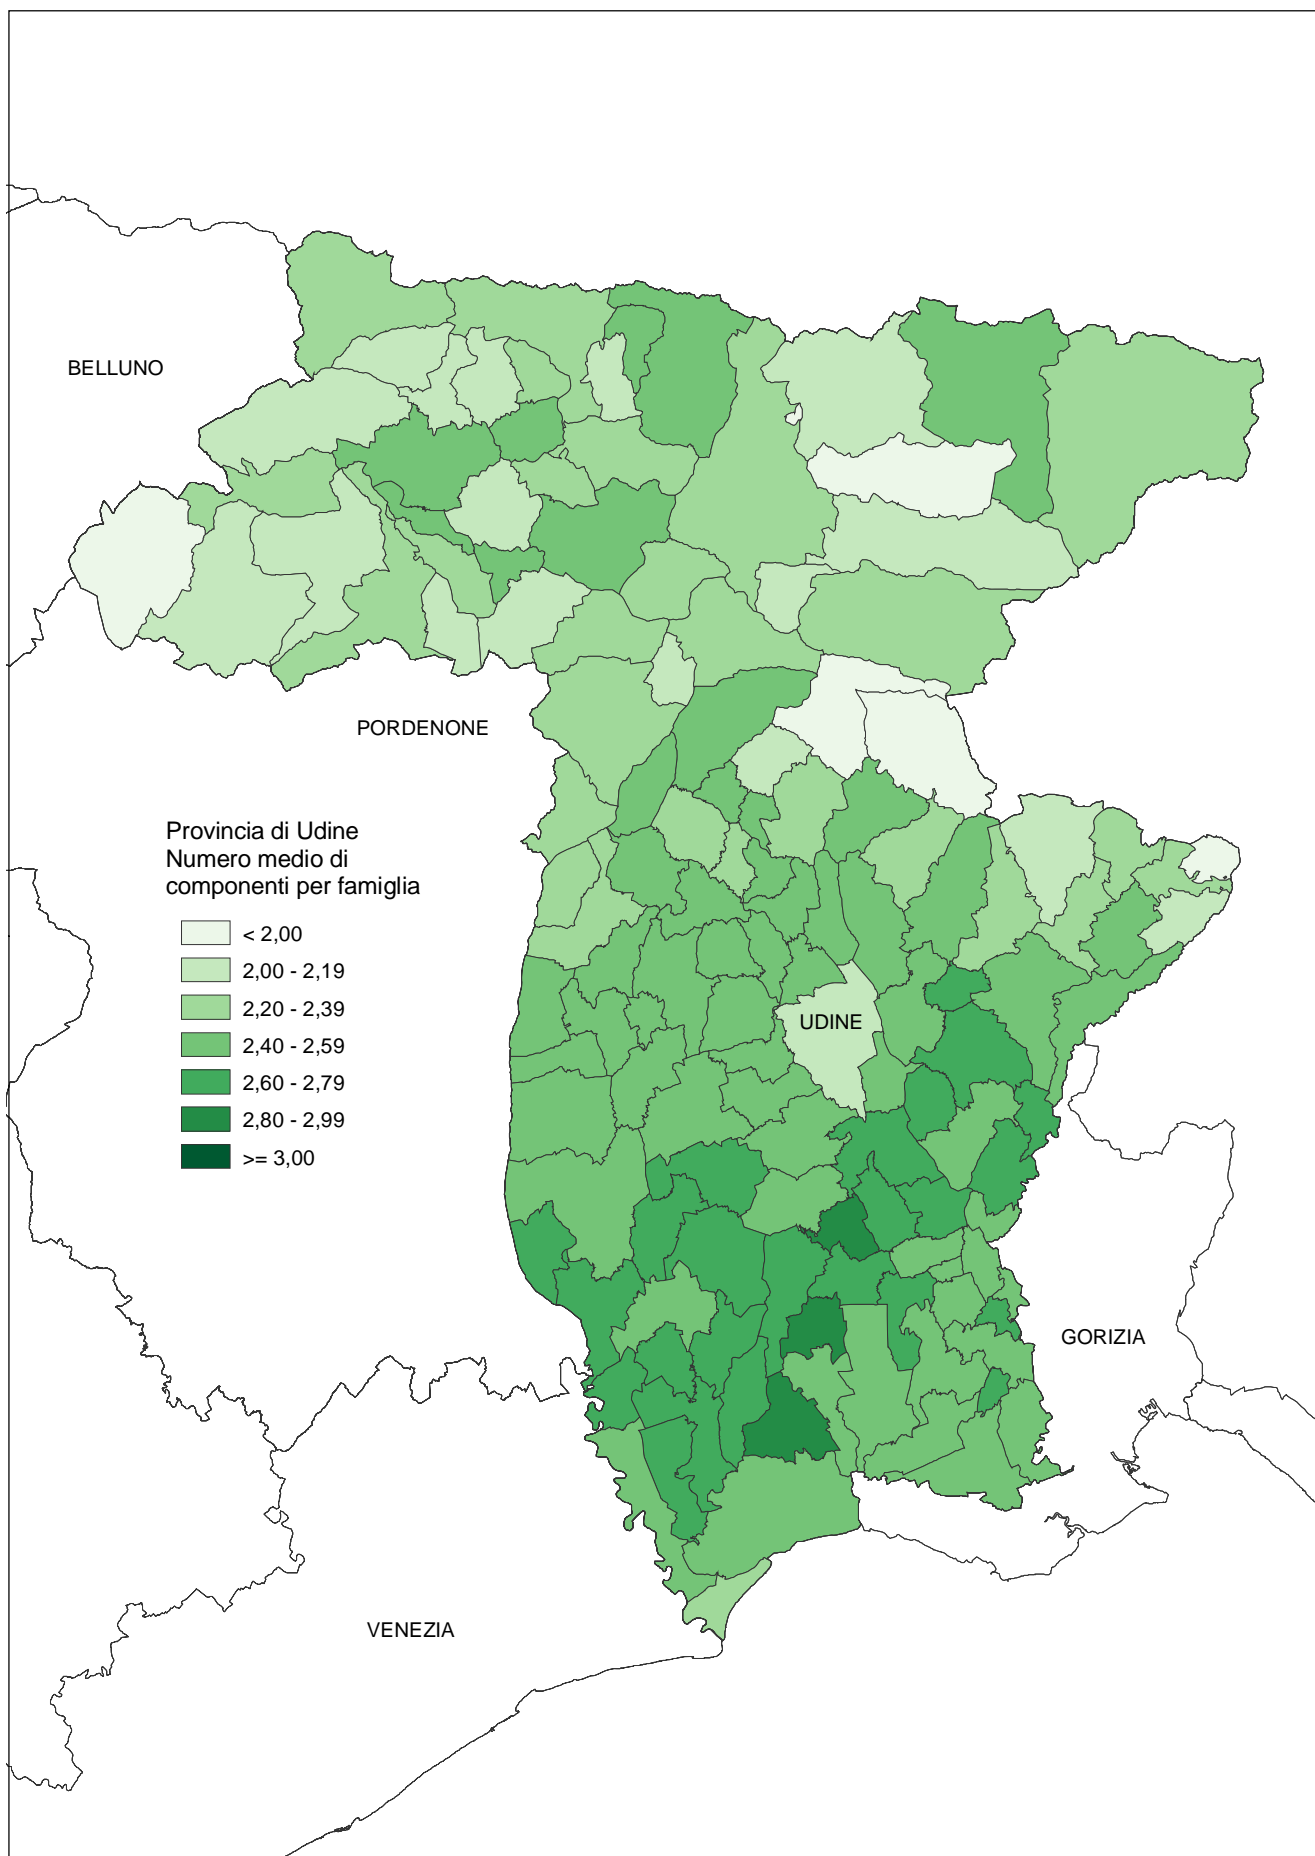 BELLUNO
PORDENONE
Provincia di Udine
Numero medio di
componenti per famiglia
< 2,00
2,00 - 2,19
2,20 - 2,39
2,40 - 2,59
2,60 - 2,79
2,80 - 2,99
>= 3,00
UDINE
GORIZIA
VENEZIA